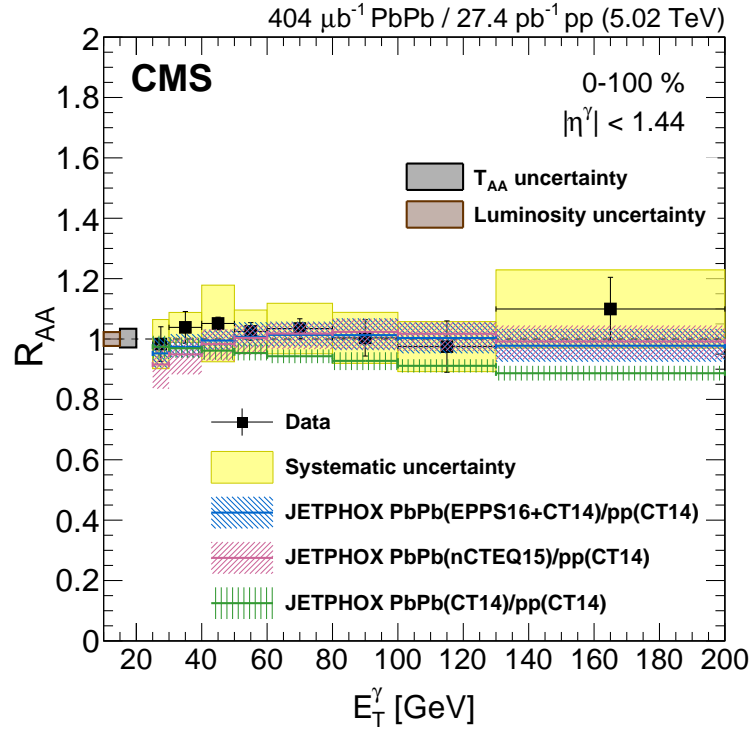 404 μb⁻¹ PbPb / 27.4 pb⁻¹ pp (5.02 TeV)
CMS
0-100 %
|η^γ| < 1.44
T_AA uncertainty
Luminosity uncertainty
Data
Systematic uncertainty
JETPHOX PbPb(EPPS16+CT14)/pp(CT14)
JETPHOX PbPb(nCTEQ15)/pp(CT14)
JETPHOX PbPb(CT14)/pp(CT14)
R_AA
2
1.8
1.6
1.4
1.2
1
0.8
0.6
0.4
0.2
0
20 40 60 80 100 120 140 160 180 200
E_T^γ [GeV]